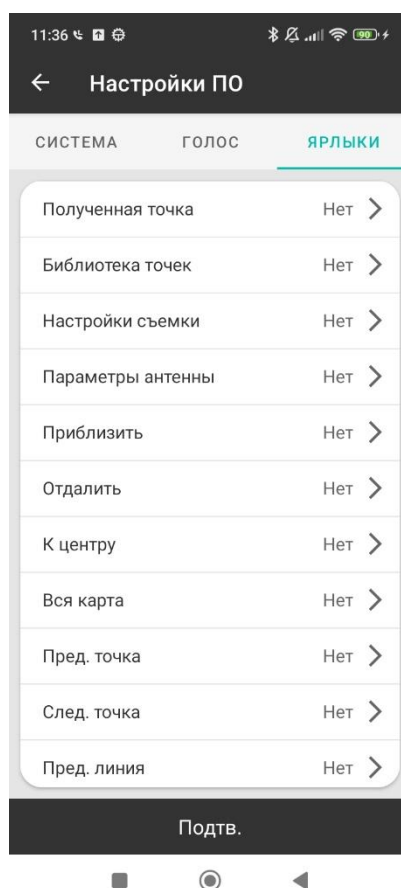 11:36
90
Настройки ПО
СИСТЕМА ГОЛОС ЯРЛЫКИ
Полученная точка Нет
Библиотека точек Нет
Настройки съемки Нет
Параметры антенны Нет
Приблизить Нет
Отдалить Нет
К центру Нет
Вся карта Нет
Пред. точка Нет
След. точка Нет
Пред. линия Нет
Подтв.